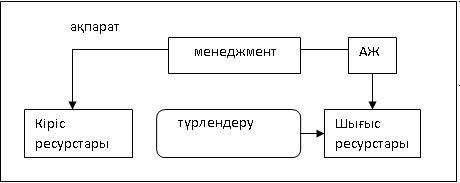 ақпарат
менеджмент
АЖ
Кіріс
ресурстары
түрлендеру
Шығыс
ресурстары